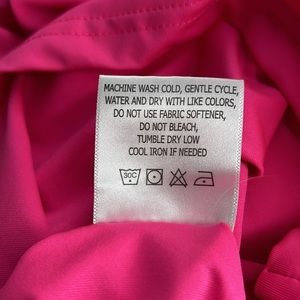 MACHINE WASH COLD, GENTLE CYCLE,
WATER AND DRY WITH LIKE COLORS,
DO NOT USE FABRIC SOFTENER,
DO NOT BLEACH,
TUMBLE DRY LOW
COOL IRON IF NEEDED
30C